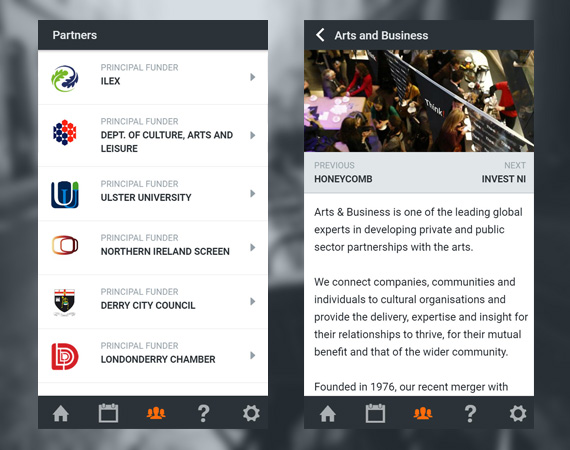 Partners
PRINCIPAL FUNDER
ILEX
PRINCIPAL FUNDER
DEPT. OF CULTURE, ARTS AND
LEISURE
PRINCIPAL FUNDER
ULSTER UNIVERSITY
PRINCIPAL FUNDER
NORTHERN IRELAND SCREEN
PRINCIPAL FUNDER
DERRY CITY COUNCIL
PRINCIPAL FUNDER
LONDONDERRY CHAMBER
Arts and Business
Think
PREVIOUS
HONEYCOMB
NEXT
INVEST NI
Arts & Business is one of the leading global
experts in developing private and public
sector partnerships with the arts.
We connect companies, communities and
individuals to cultural organisations and
provide the delivery, expertise and insight for
their relationships to thrive, for their mutual
benefit and that of the wider community.
Founded in 1976, our recent merger with